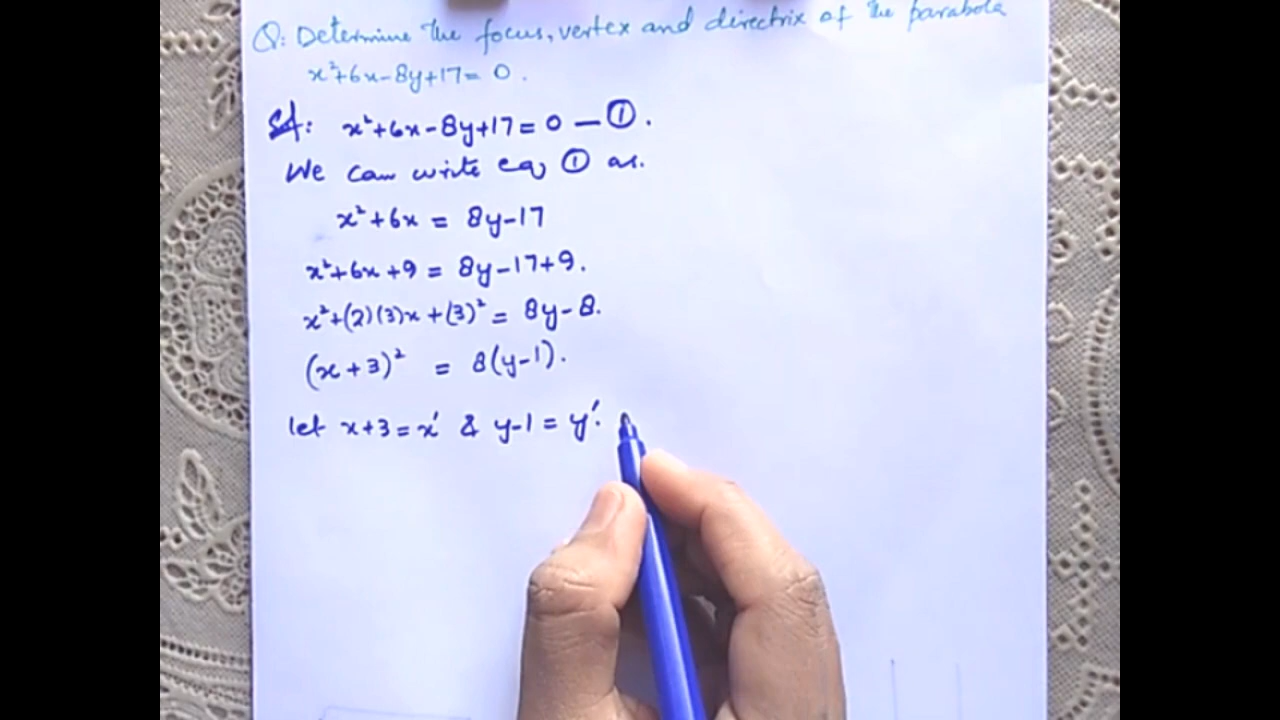 Q: Determine the focus, vertex and directrix of the parabola
x²+6x-8y+17= 0.
Sol: x²+6x-8y+17=0 — ①.
We can write eq ① as.
x²+6x = 8y-17
x²+6x+9 = 8y-17+9.
x²+(2)(3)x+(3)² = 8y-8.
(x+3)² = 8(y-1).
let x+3=x' & y-1= y'.